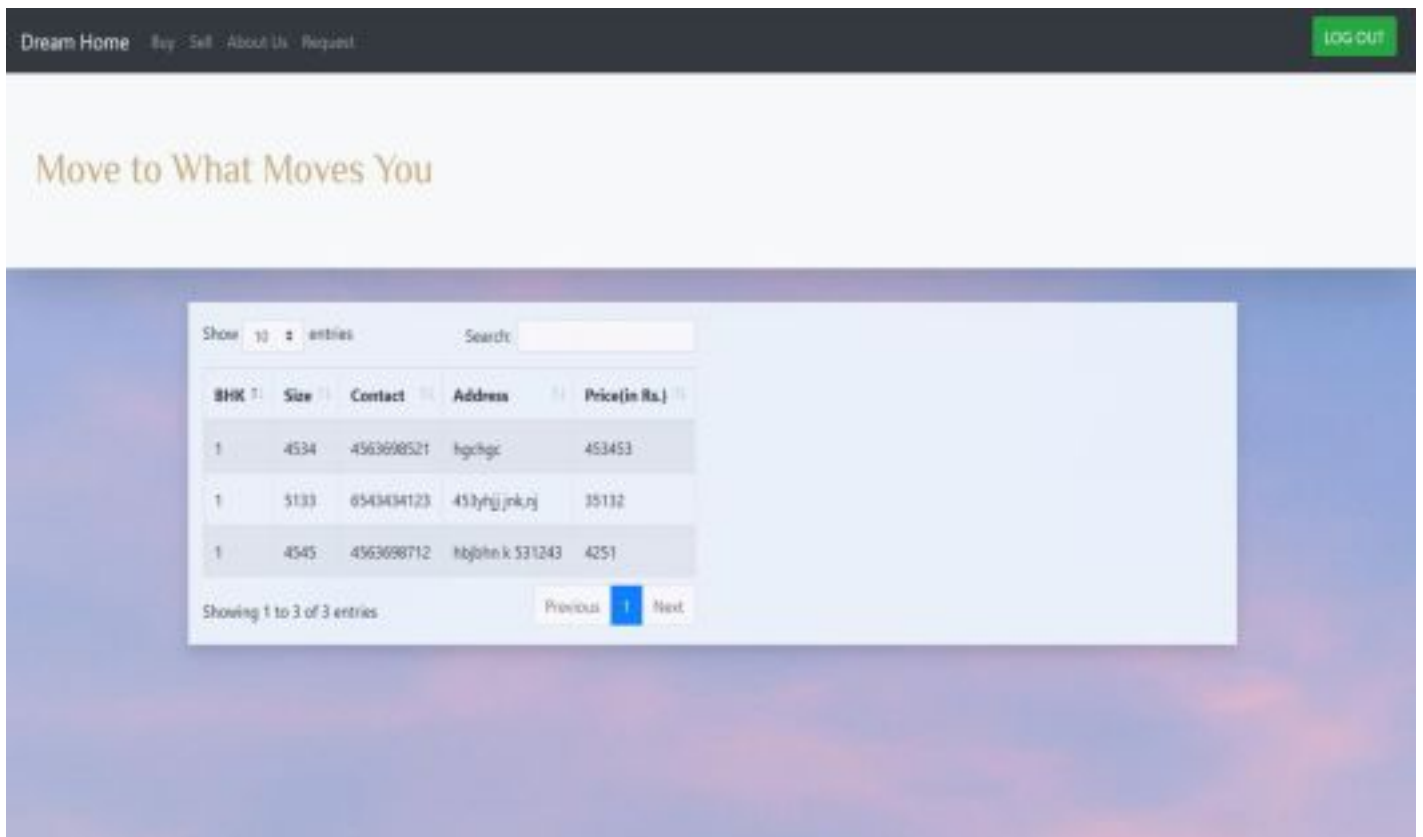 Dream Home Buy Sell About Us Request LOG OUT
Move to What Moves You
Show 10 entries Search:
BHK Size Contact Address Price(in Rs.)
1 4534 4563698521 hgchgc 453453
1 5133 6543434123 453yhjj jnk,nj 35132
1 4545 4563698712 hbjbhn k 531243 4251
Showing 1 to 3 of 3 entries Previous 1 Next